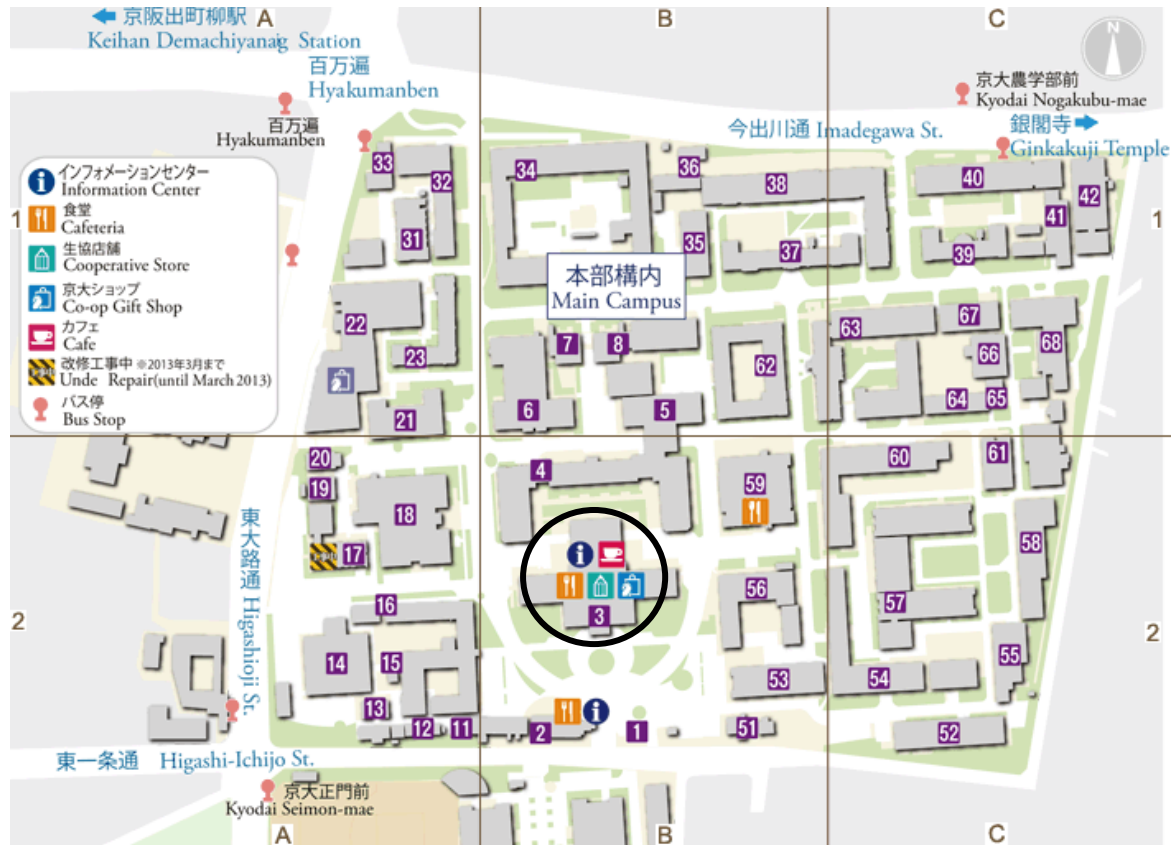 京阪出町柳駅
A
B
C
Keihan Demachiyanaig Station
百万遍
Hyakumanben
N
京大農学部前
Kyodai Nogakubu-mae
百万遍
Hyakumanben
今出川通 Imadegawa St.
銀閣寺
Ginkakuji Temple
インフォメーションセンター
Information Center
食堂
Cafeteria
生協店舗
Cooperative Store
京大ショップ
Co-op Gift Shop
カフェ
Cafe
改修工事中 ※2013年3月まで
Unde Repair(until March 2013)
バス停
Bus Stop
本部構内
Main Campus
1
1
33
32
31
34
36
35
38
37
40
41
42
39
22
23
21
7
8
6
5
62
63
67
66
68
64
65
20
19
18
17
4
59
60
61
58
東大路通 Higashioji St.
i
3
56
57
2
2
16
14
15
13
12
11
2
i
1
53
54
55
51
52
東一条通 Higashi-Ichijo St.
京大正門前
Kyodai Seimon-mae
A
B
C